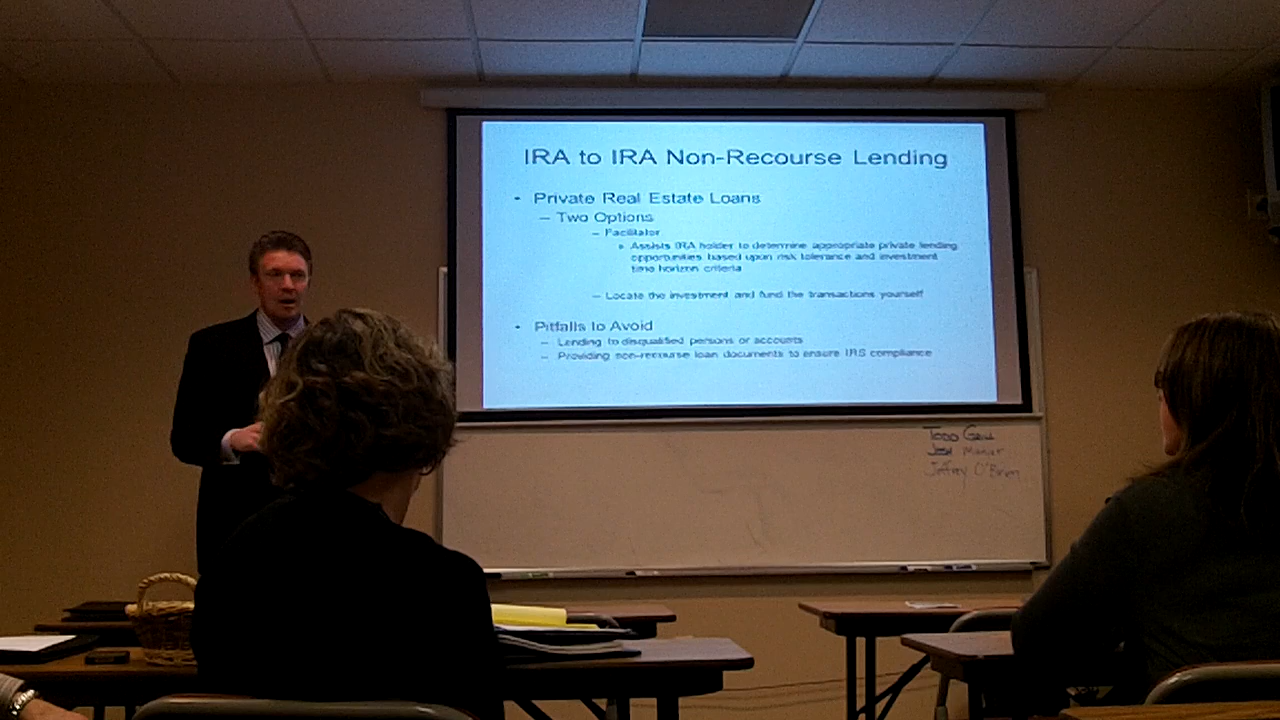 IRA to IRA Non-Recourse Lending
• Private Real Estate Loans
– Two Options
– Facilitator
• Assists IRA holder to determine appropriate private lending
opportunities based upon risk tolerance and investment
time horizon criteria
– Locate the investment and fund the transactions yourself
• Pitfalls to Avoid
– Lending to disqualified persons or accounts
– Providing non-recourse loan documents to ensure IRS compliance
Todd
Josh
Jeffrey O'Brien